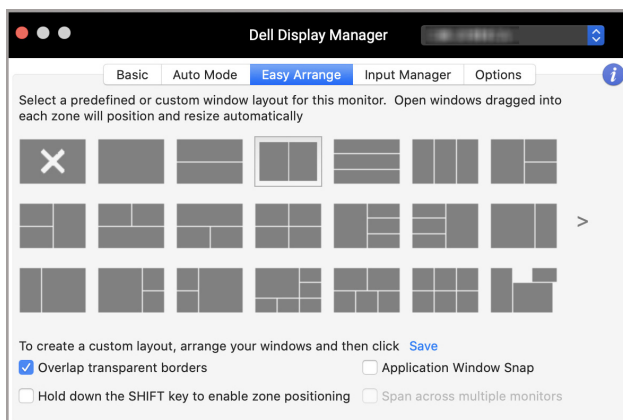 Dell Display Manager
Basic Auto Mode Easy Arrange Input Manager Options
Select a predefined or custom window layout for this monitor. Open windows dragged into
each zone will position and resize automatically
>
To create a custom layout, arrange your windows and then click Save
Overlap transparent borders Application Window Snap
Hold down the SHIFT key to enable zone positioning Span across multiple monitors